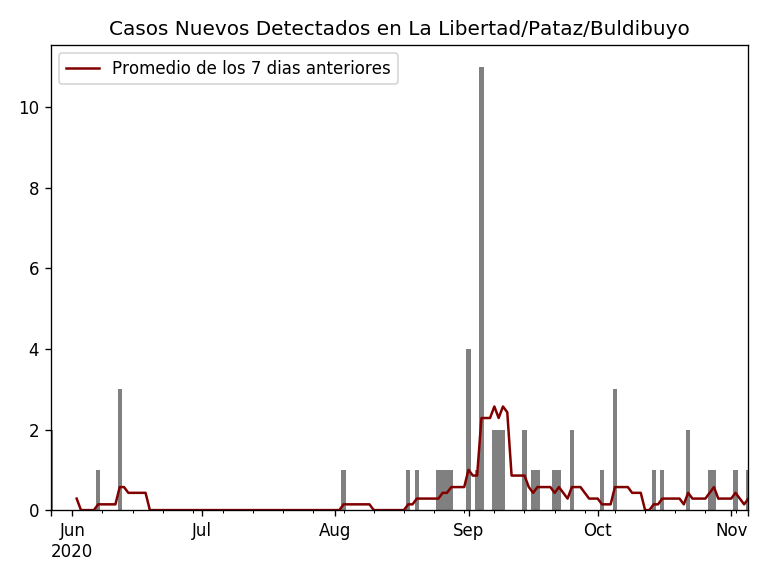 Casos Nuevos Detectados en La Libertad/Pataz/Buldibuyo
Promedio de los 7 dias anteriores
10
8
6
4
2
0
Jun Jul Aug Sep Oct Nov
2020